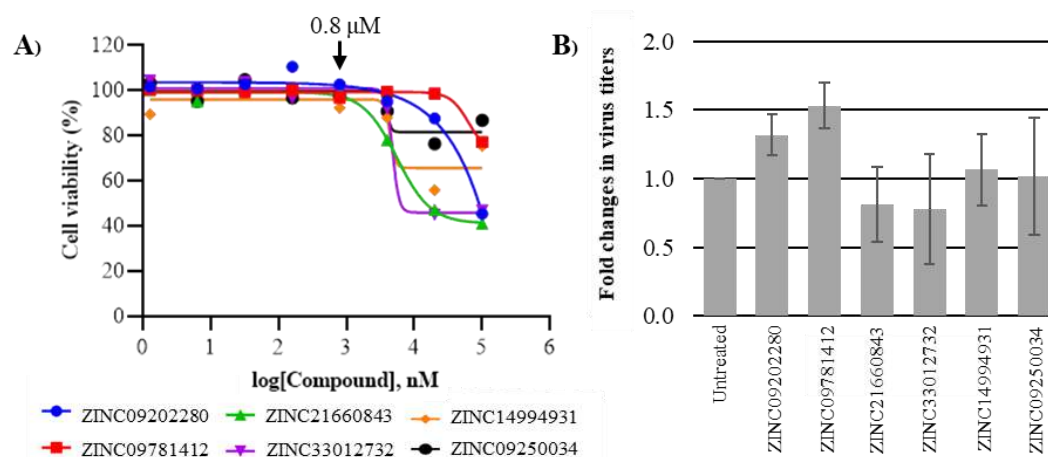 A)
0.8 µM
120
100
80
60
40
20
0
Cell viability (%)
0 1 2 3 4 5 6
log[Compound], nM
ZINC09202280 ZINC21660843 ZINC14994931
ZINC09781412 ZINC33012732 ZINC09250034
B)
2.0
1.5
1.0
0.5
0.0
Fold changes in virus titers
Untreated
ZINC09202280
ZINC09781412
ZINC21660843
ZINC33012732
ZINC14994931
ZINC09250034